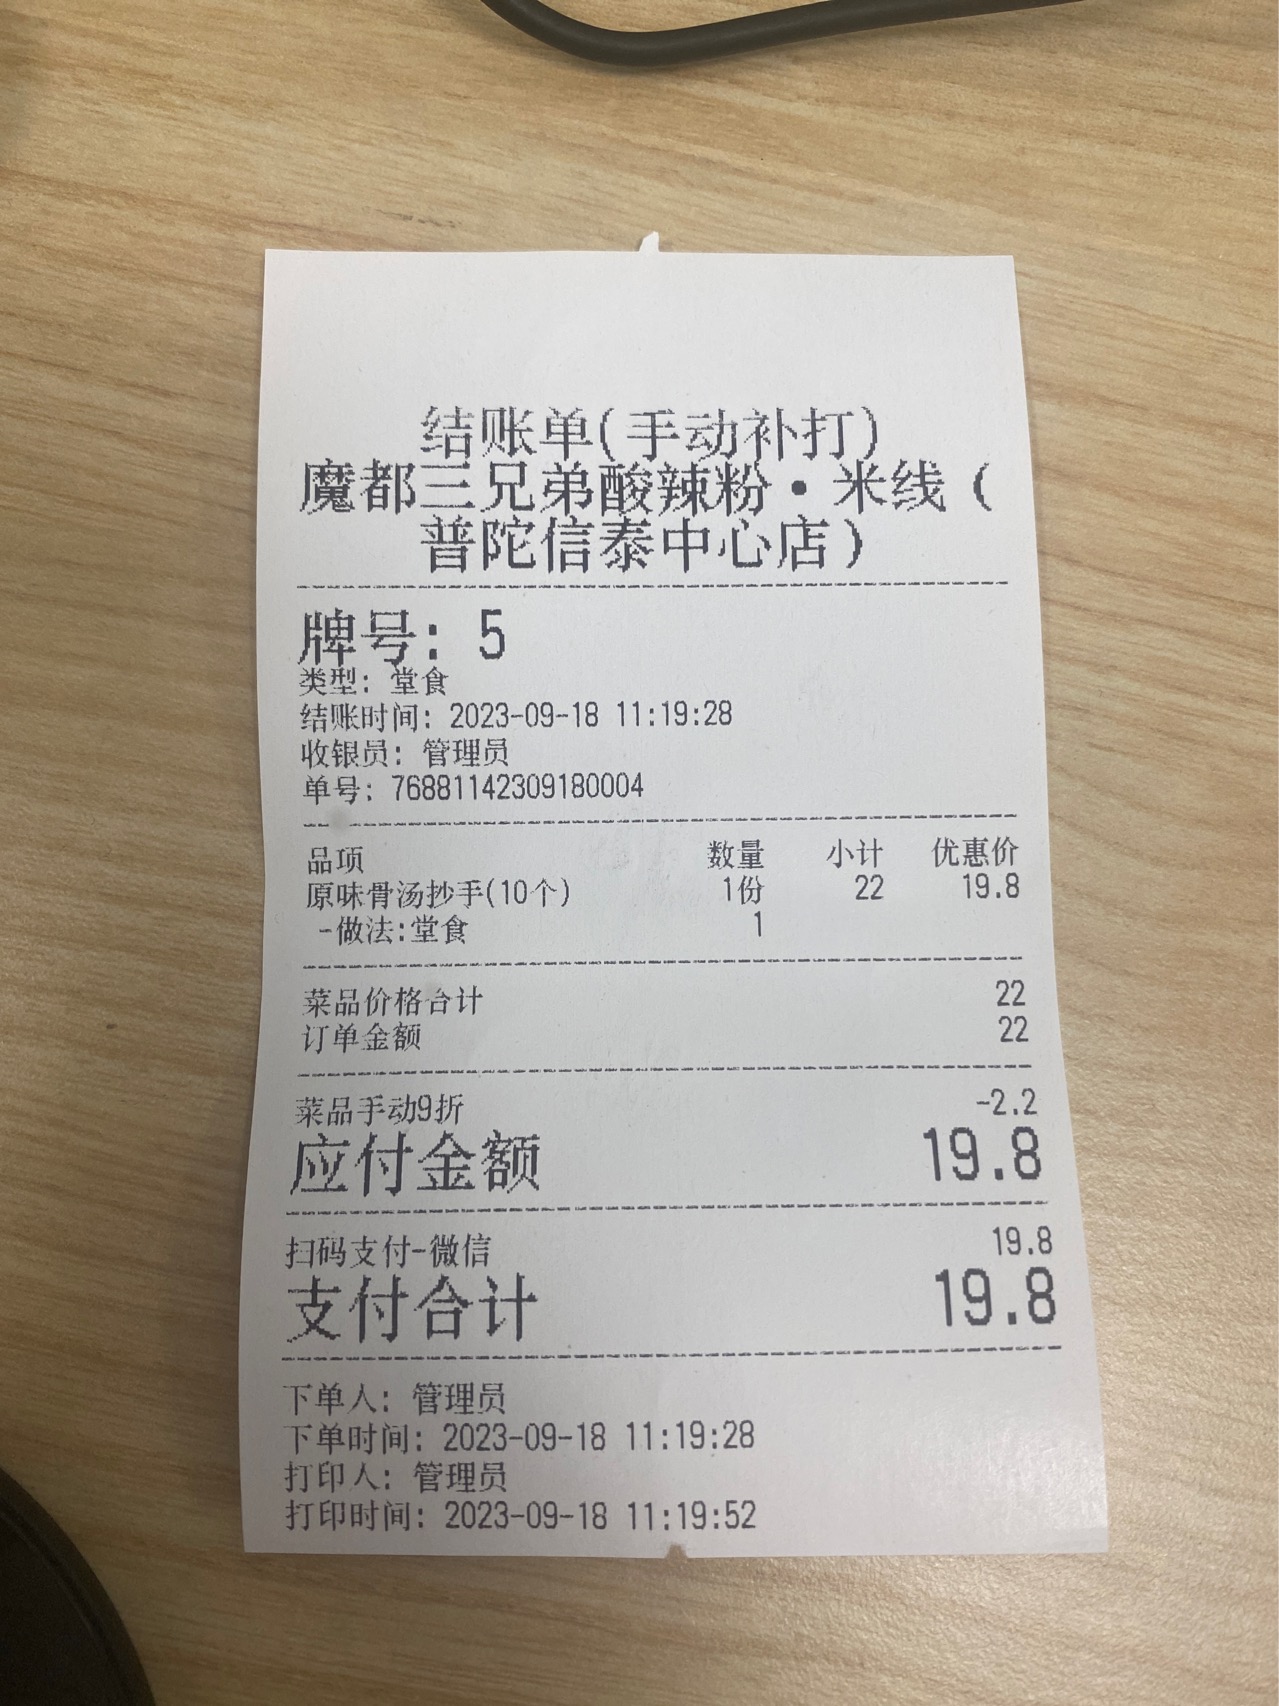 结账单(手动补打)
魔都三兄弟酸辣粉·米线(
普陀信泰中心店)
牌号: 5
类型: 堂食
结账时间: 2023-09-18 11:19:28
收银员: 管理员
单号: 76881142309180004
品项 数量 小计 优惠价
原味骨汤抄手(10个) 1份 22 19.8
-做法:堂食 1
菜品价格合计 22
订单金额 22
菜品手动9折 -2.2
应付金额 19.8
扫码支付-微信 19.8
支付合计 19.8
下单人: 管理员
下单时间: 2023-09-18 11:19:28
打印人: 管理员
打印时间: 2023-09-18 11:19:52